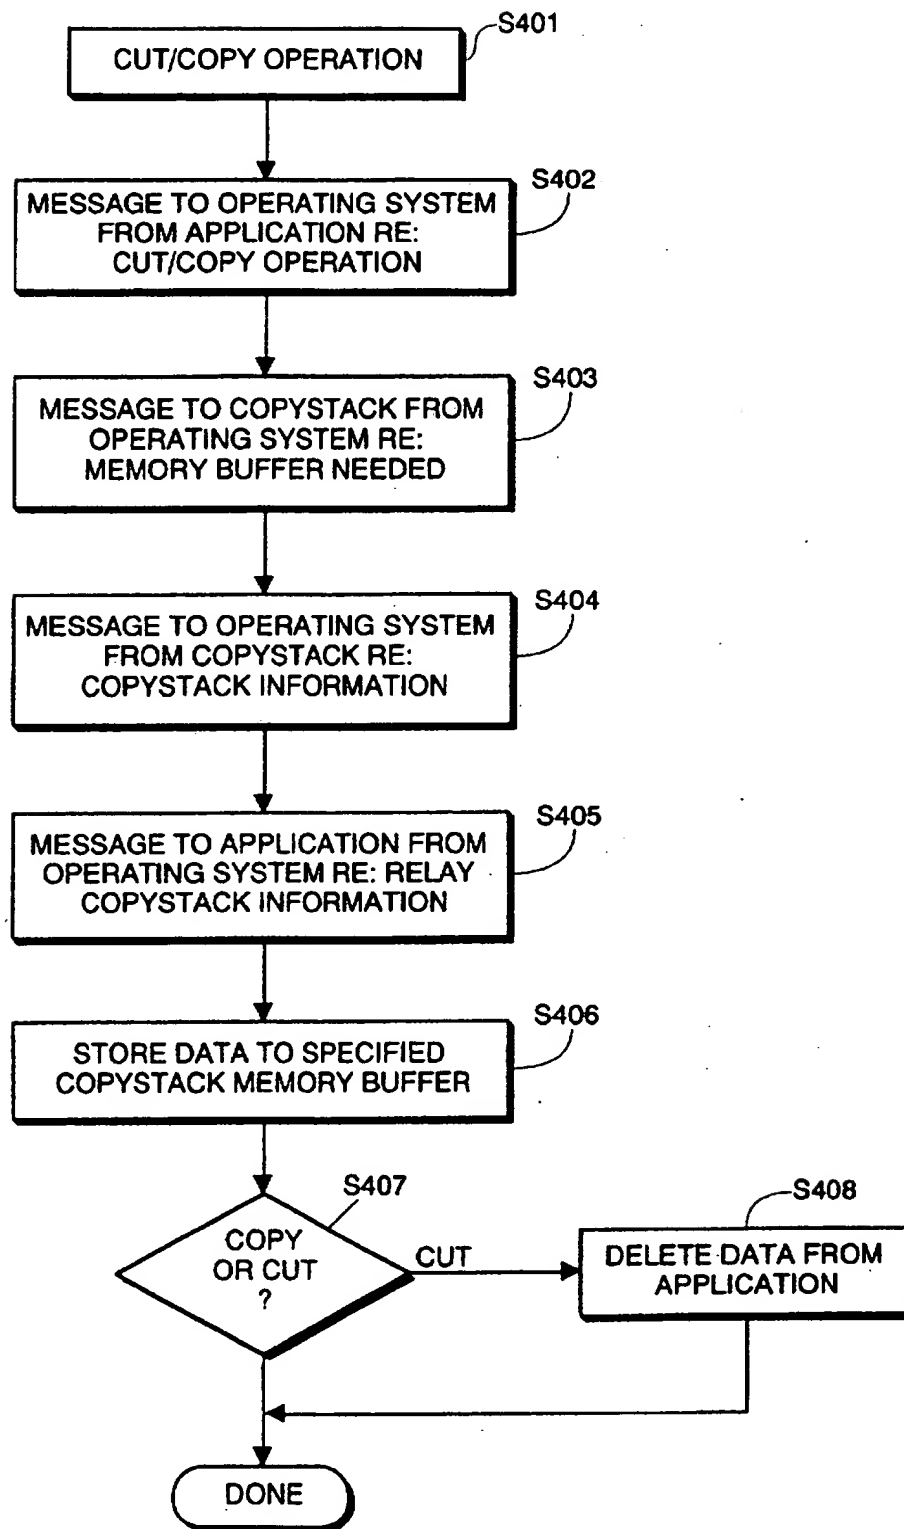 S401
CUT/COPY OPERATION
S402
MESSAGE TO OPERATING SYSTEM
FROM APPLICATION RE:
CUT/COPY OPERATION
S403
MESSAGE TO COPYSTACK FROM
OPERATING SYSTEM RE:
MEMORY BUFFER NEEDED
S404
MESSAGE TO OPERATING SYSTEM
FROM COPYSTACK RE:
COPYSTACK INFORMATION
S405
MESSAGE TO APPLICATION FROM
OPERATING SYSTEM RE: RELAY
COPYSTACK INFORMATION
S406
STORE DATA TO SPECIFIED
COPYSTACK MEMORY BUFFER
S407
COPY
OR CUT
?
CUT
S408
DELETE DATA FROM
APPLICATION
DONE